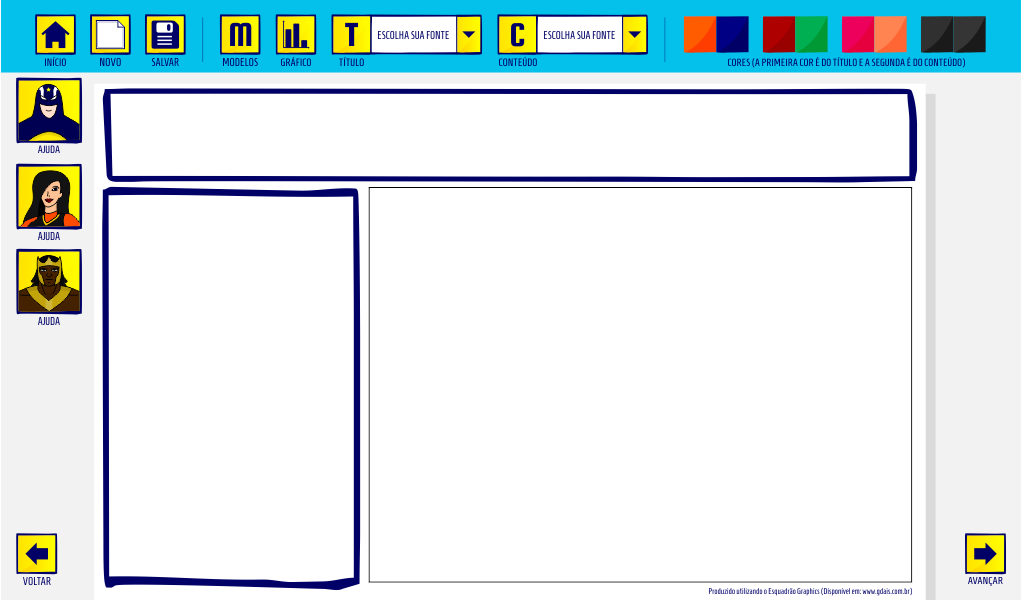 T
ESCOLHA SUA FONTE
C
ESCOLHA SUA FONTE
m
INÍCIO
NOVO
SALVAR
MODELOS
GRÁFICO
TÍTULO
CONTEÚDO
CORES (A PRIMEIRA COR É DO TÍTULO E A SEGUNDA É DO CONTEÚDO)
AJUDA
AJUDA
AJUDA
VOLTAR
AVANÇAR
Produzido utilizando o Esquadrão Graphics (Disponível em: www.gdais.com.br)